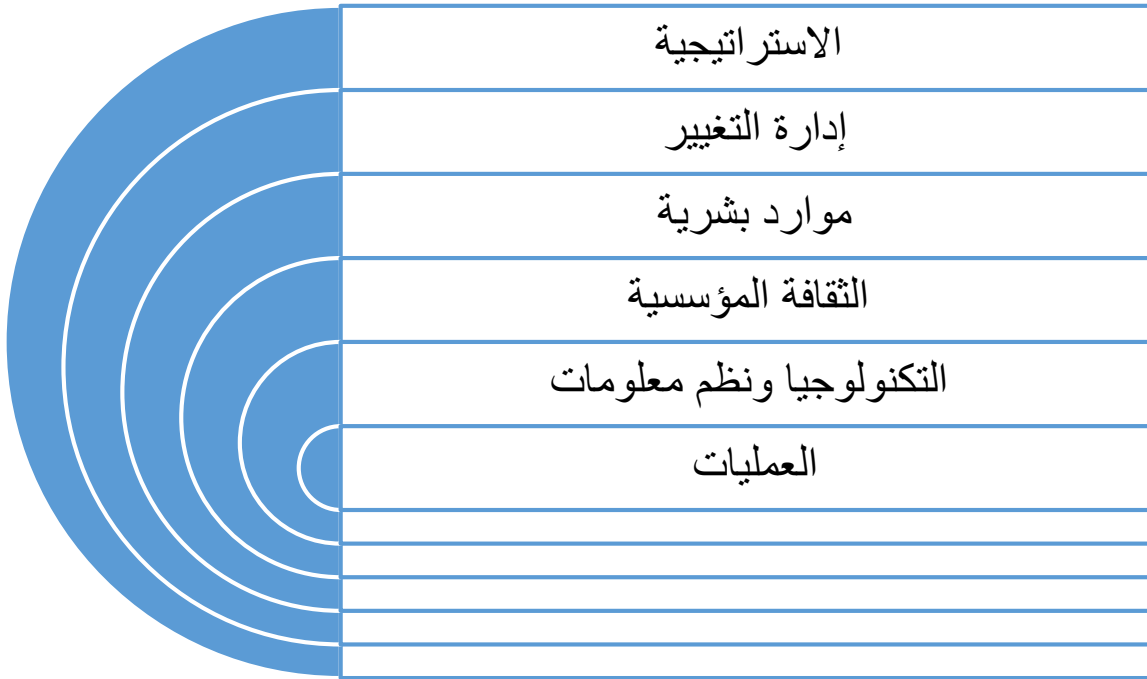 الاستراتيجية
إدارة التغيير
موارد بشرية
الثقافة المؤسسية
التكنولوجيا ونظم معلومات
العمليات